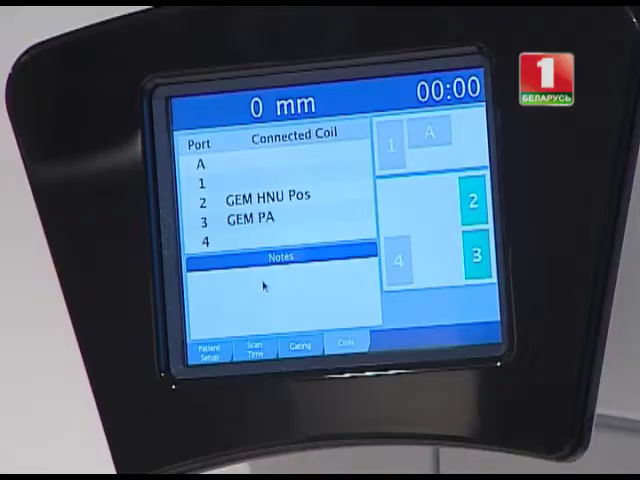 1
БЕЛАРУСЬ
0 mm
00:00
Port Connected Coil
A
1
2 GEM HNU Pos
3 GEM PA
4
Notes
1
A
2
4
3
Patient Setup
Scan Time
Gating
Coils